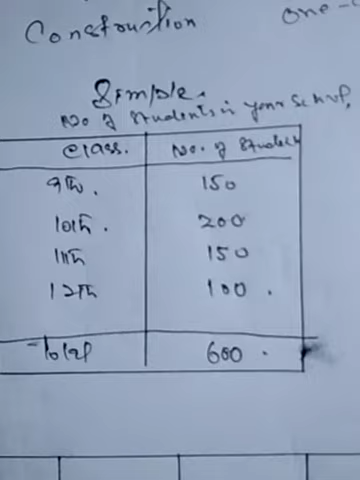 Construction
one-
Simple.
No of Students in your School,
Class. No. of Students
9th. 150
10th. 200
11th 150
12th 100.
Total 600.